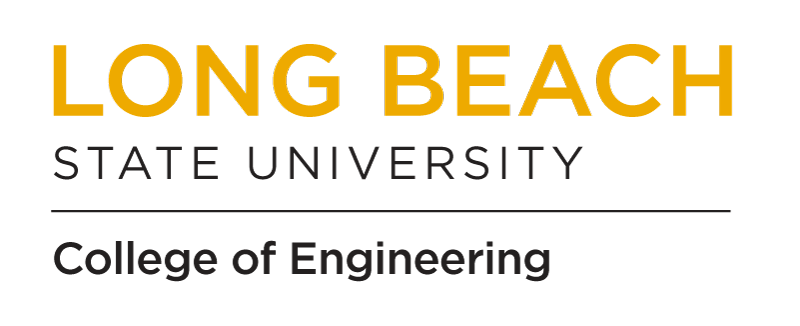 LONG BEACH
STATE UNIVERSITY
College of Engineering